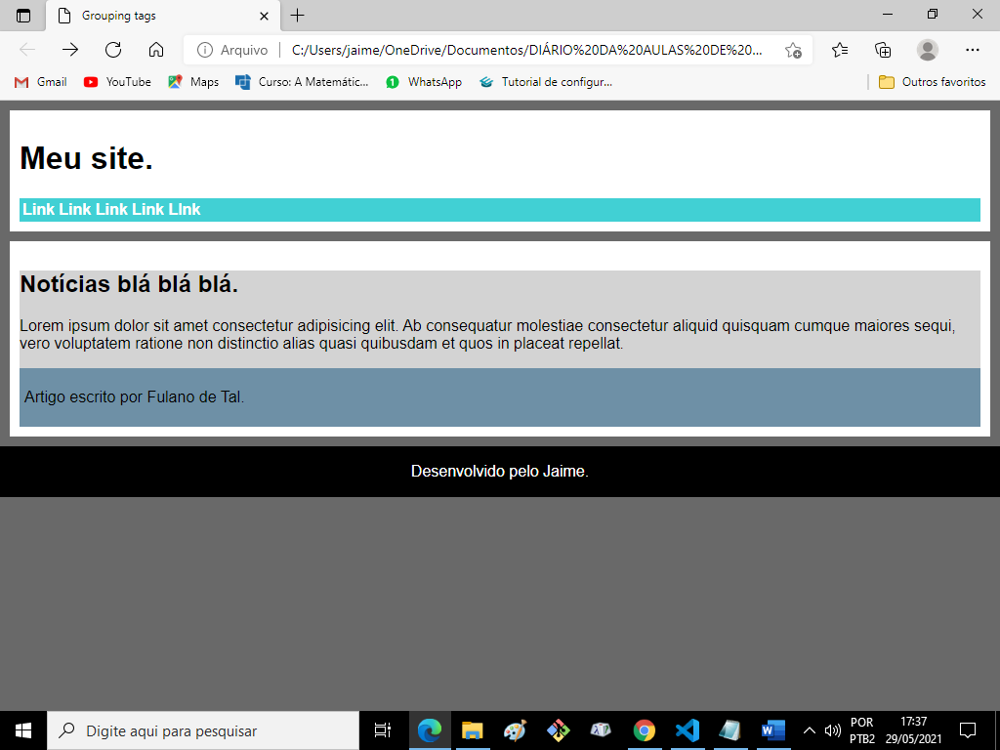 Grouping tags
Arquivo C:/Users/jaime/OneDrive/Documentos/DIÁRIO%20DA%20AULAS%20DE%20...
Gmail YouTube Maps Curso: A Matemátic... 1 WhatsApp Tutorial de configur... Outros favoritos
Meu site.
Link Link Link Link LInk
Notícias blá blá blá.
Lorem ipsum dolor sit amet consectetur adipisicing elit. Ab consequatur molestiae consectetur aliquid quisquam cumque maiores sequi,
vero voluptatem ratione non distinctio alias quasi quibusdam et quos in placeat repellat.
Artigo escrito por Fulano de Tal.
Desenvolvido pelo Jaime.
Digite aqui para pesquisar
POR 17:37
PTB2 29/05/2021